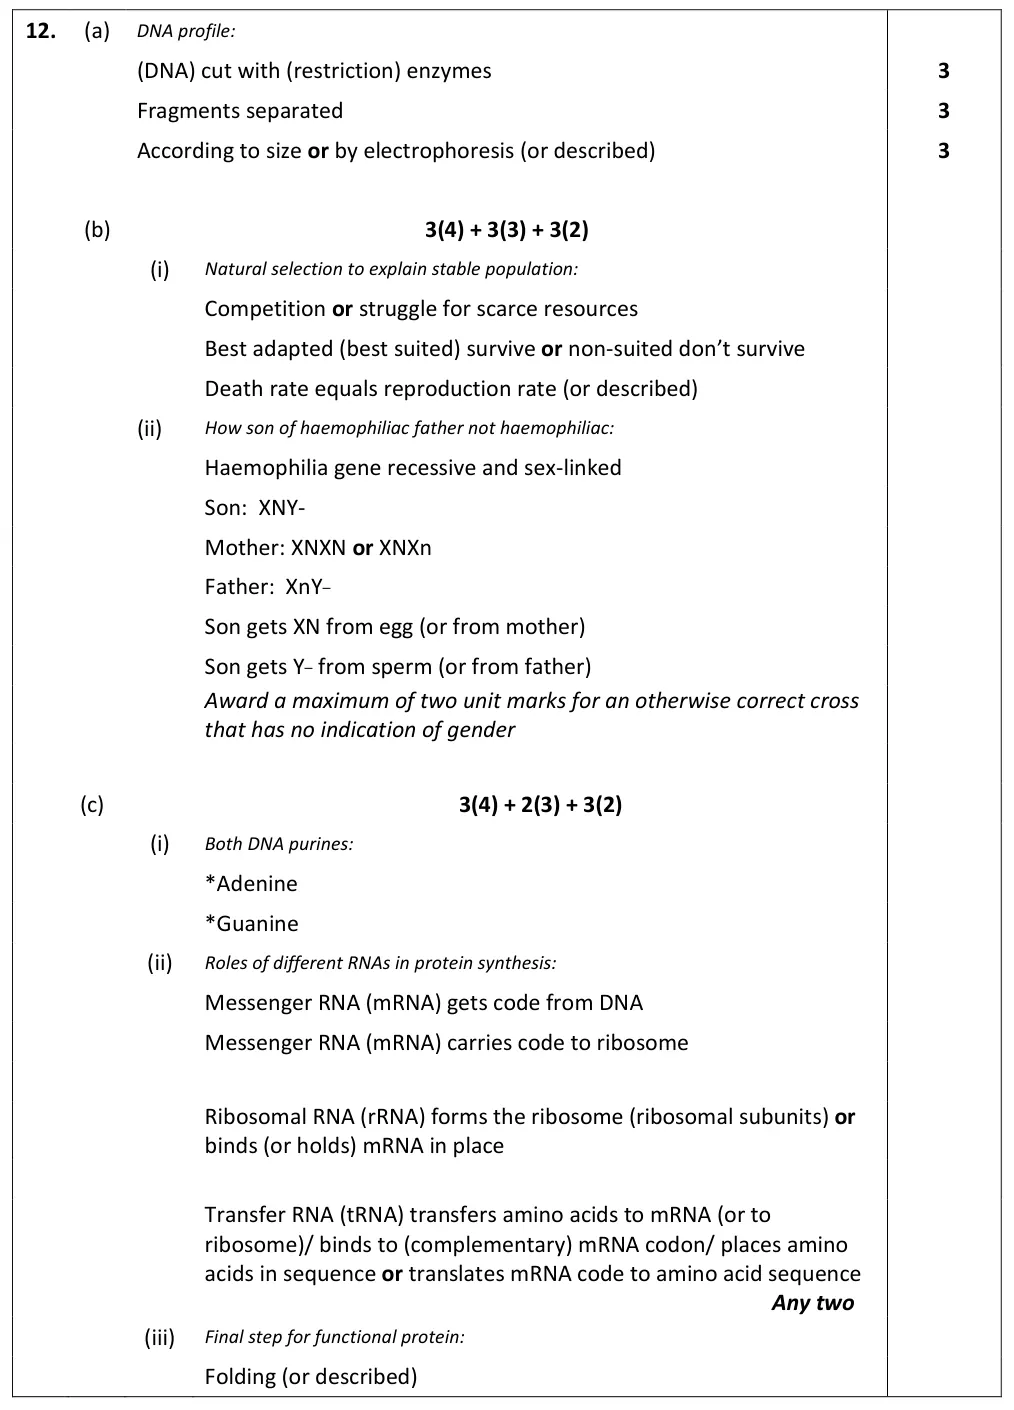 12. (a) DNA profile:
(DNA) cut with (restriction) enzymes 3
Fragments separated 3
According to size or by electrophoresis (or described) 3
(b) 3(4) + 3(3) + 3(2)
(i) Natural selection to explain stable population:
Competition or struggle for scarce resources
Best adapted (best suited) survive or non-suited don’t survive
Death rate equals reproduction rate (or described)
(ii) How son of haemophiliac father not haemophiliac:
Haemophilia gene recessive and sex-linked
Son: XNY-
Mother: XNXN or XNXn
Father: XnY–
Son gets XN from egg (or from mother)
Son gets Y– from sperm (or from father)
Award a maximum of two unit marks for an otherwise correct cross
that has no indication of gender
(c) 3(4) + 2(3) + 3(2)
(i) Both DNA purines:
*Adenine
*Guanine
(ii) Roles of different RNAs in protein synthesis:
Messenger RNA (mRNA) gets code from DNA
Messenger RNA (mRNA) carries code to ribosome
Ribosomal RNA (rRNA) forms the ribosome (ribosomal subunits) or
binds (or holds) mRNA in place
Transfer RNA (tRNA) transfers amino acids to mRNA (or to
ribosome)/ binds to (complementary) mRNA codon/ places amino
acids in sequence or translates mRNA code to amino acid sequence
Any two
(iii) Final step for functional protein:
Folding (or described)